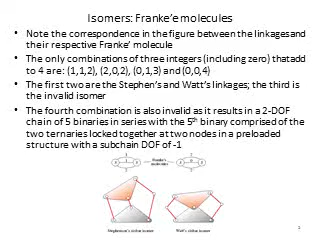 Isomers: Franke'e molecules
• Note the correspondence in the figure between the linkages and
their respective Franke' molecule
• The only combinations of three integers (including zero) that add
to 4 are: (1,1,2), (2,0,2), (0,1,3) and (0,0,4)
• The first two are the Stephen's and Watt's linkages; the third is
the invalid isomer
• The fourth combination is also invalid as it results in a 2-DOF
chain of 5 binaries in series with the 5th binary comprised of the
two ternaries locked together at two nodes in a preloaded
structure with a subchain DOF of -1
Franke's
molecules
Stephenson's sixbar isomer
Watt's sixbar isomer